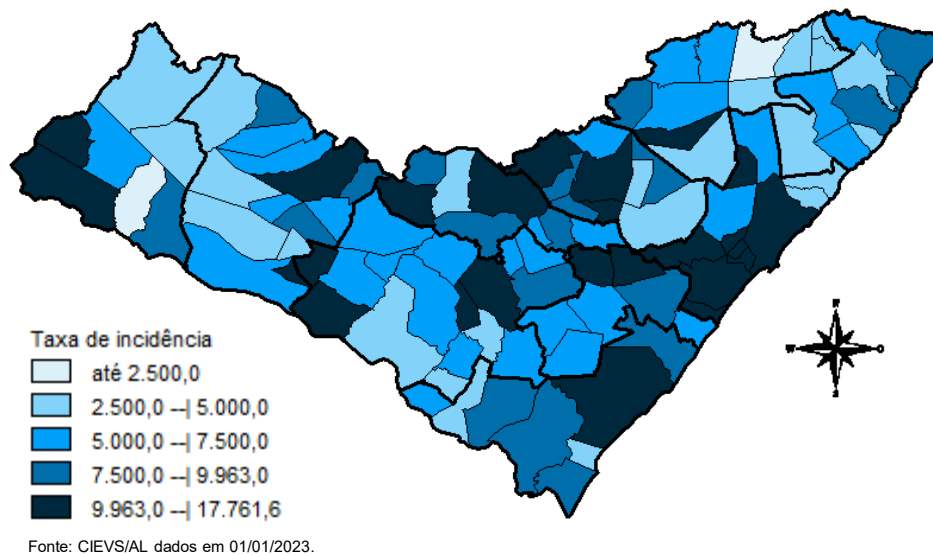 Taxa de incidência
até 2.500,0
2.500,0 --| 5.000,0
5.000,0 --| 7.500,0
7.500,0 --| 9.963,0
9.963,0 --| 17.761,6
N
W O
S
Fonte: CIEVS/AL dados em 01/01/2023.